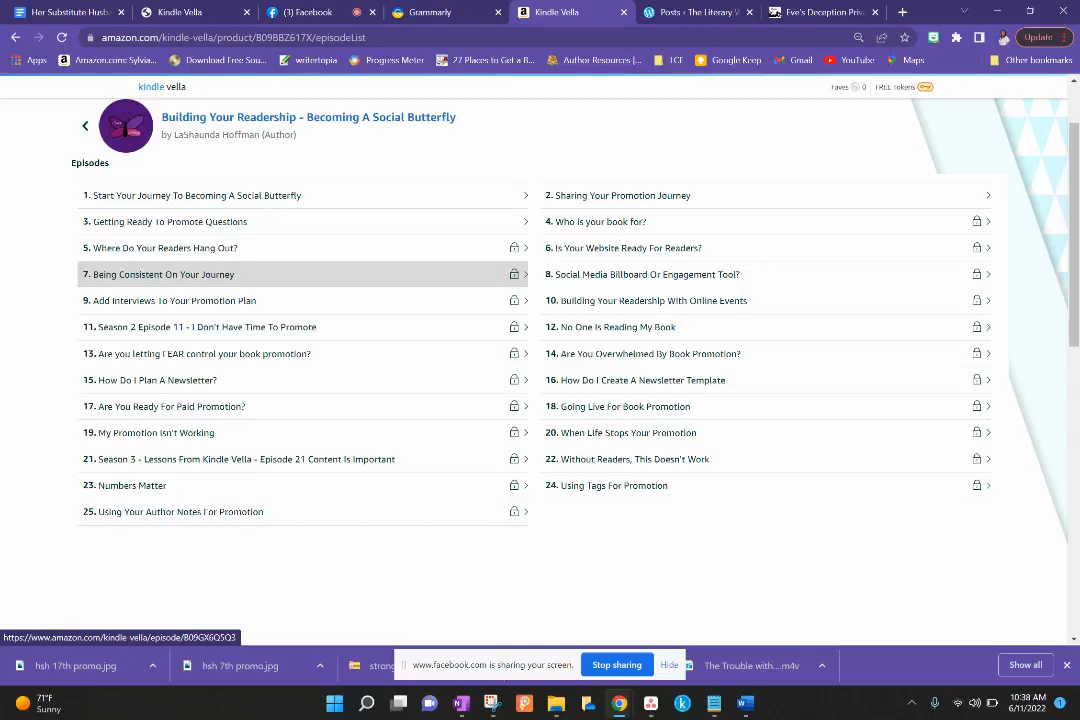 Her Substitute Husb
Kindle Vella
(3) Facebook
Grammarly
Kindle Vella
Posts ‹ The Literary V
Eve's Deception Priv
amazon.com/kindle-vella/product/B09BBZ617X/episodeList
Update
Apps
Amazon.com: Sylvia...
Download Free Sou...
writertopia
Progress Meter
27 Places to Get a B...
Author Resources |...
Google Keep
Gmail
YouTube
Maps
Other bookmarks
kindle vella
Faves 0
FREE Tokens
Building Your Readership - Becoming A Social Butterfly
by LaShaunda Hoffman (Author)
Episodes
1. Start Your Journey To Becoming A Social Butterfly
2. Sharing Your Promotion Journey
3. Getting Ready To Promote Questions
4. Who is your book for?
5. Where Do Your Readers Hang Out?
6. Is Your Website Ready For Readers?
7. Being Consistent On Your Journey
8. Social Media Billboard Or Engagement Tool?
9. Add Interviews To Your Promotion Plan
10. Building Your Readership With Online Events
11. Season 2 Episode 11 - I Don't Have Time To Promote
12. No One Is Reading My Book
13. Are you letting FEAR control your book promotion?
14. Are You Overwhelmed By Book Promotion?
15. How Do I Plan A Newsletter?
16. How Do I Create A Newsletter Template
17. Are You Ready For Paid Promotion?
18. Going Live For Book Promotion
19. My Promotion Isn't Working
20. When Life Stops Your Promotion
21. Season 3 - Lessons From Kindle Vella - Episode 21 Content Is Important
22. Without Readers, This Doesn't Work
23. Numbers Matter
24. Using Tags For Promotion
25. Using Your Author Notes For Promotion
https://www.amazon.com/kindle-vella/episode/B09GX6Q5Q3
hsh 17th promo.jpg
hsh 7th promo.jpg
stron
www.facebook.com is sharing your screen.
Stop sharing
Hide
The Trouble with....m4v
Show all
71°F
Sunny
10:38 AM
6/11/2022
1